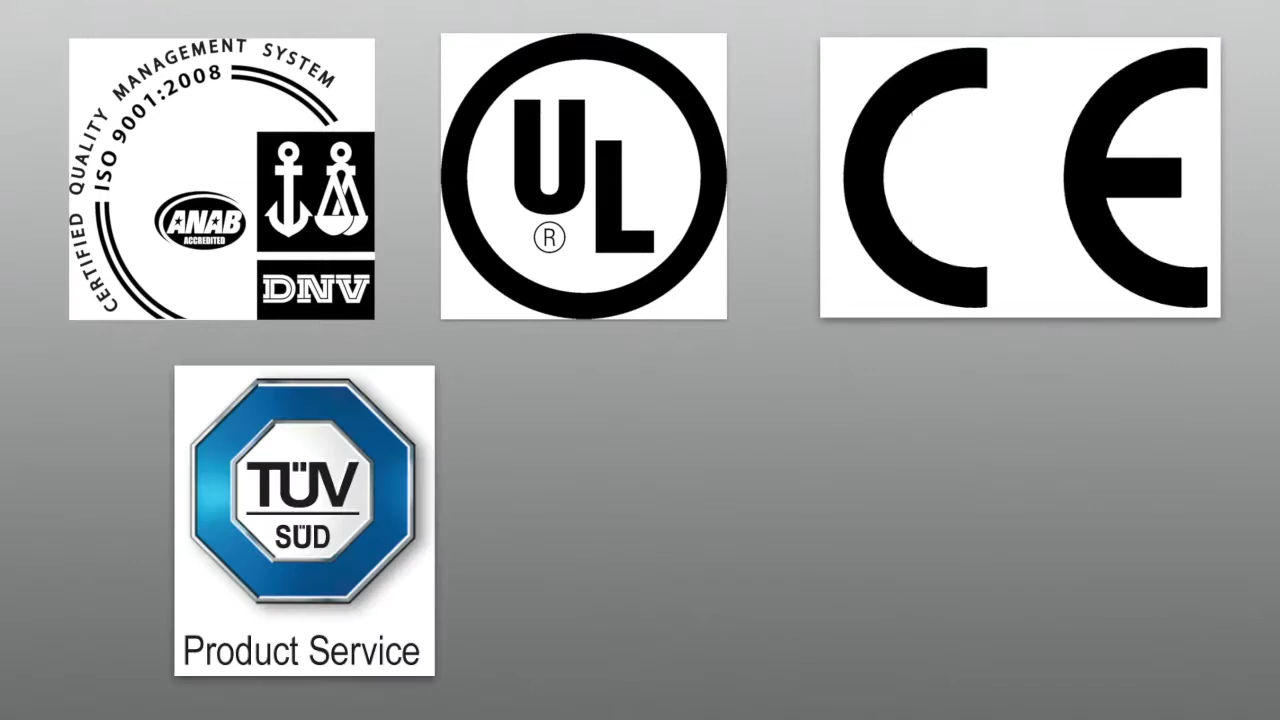 CERTIFIED QUALITY MANAGEMENT SYSTEM
ISO 9001:2008
ANAB
ACCREDITED
DNV
UL
®
CE
TÜV
SÜD
Product Service